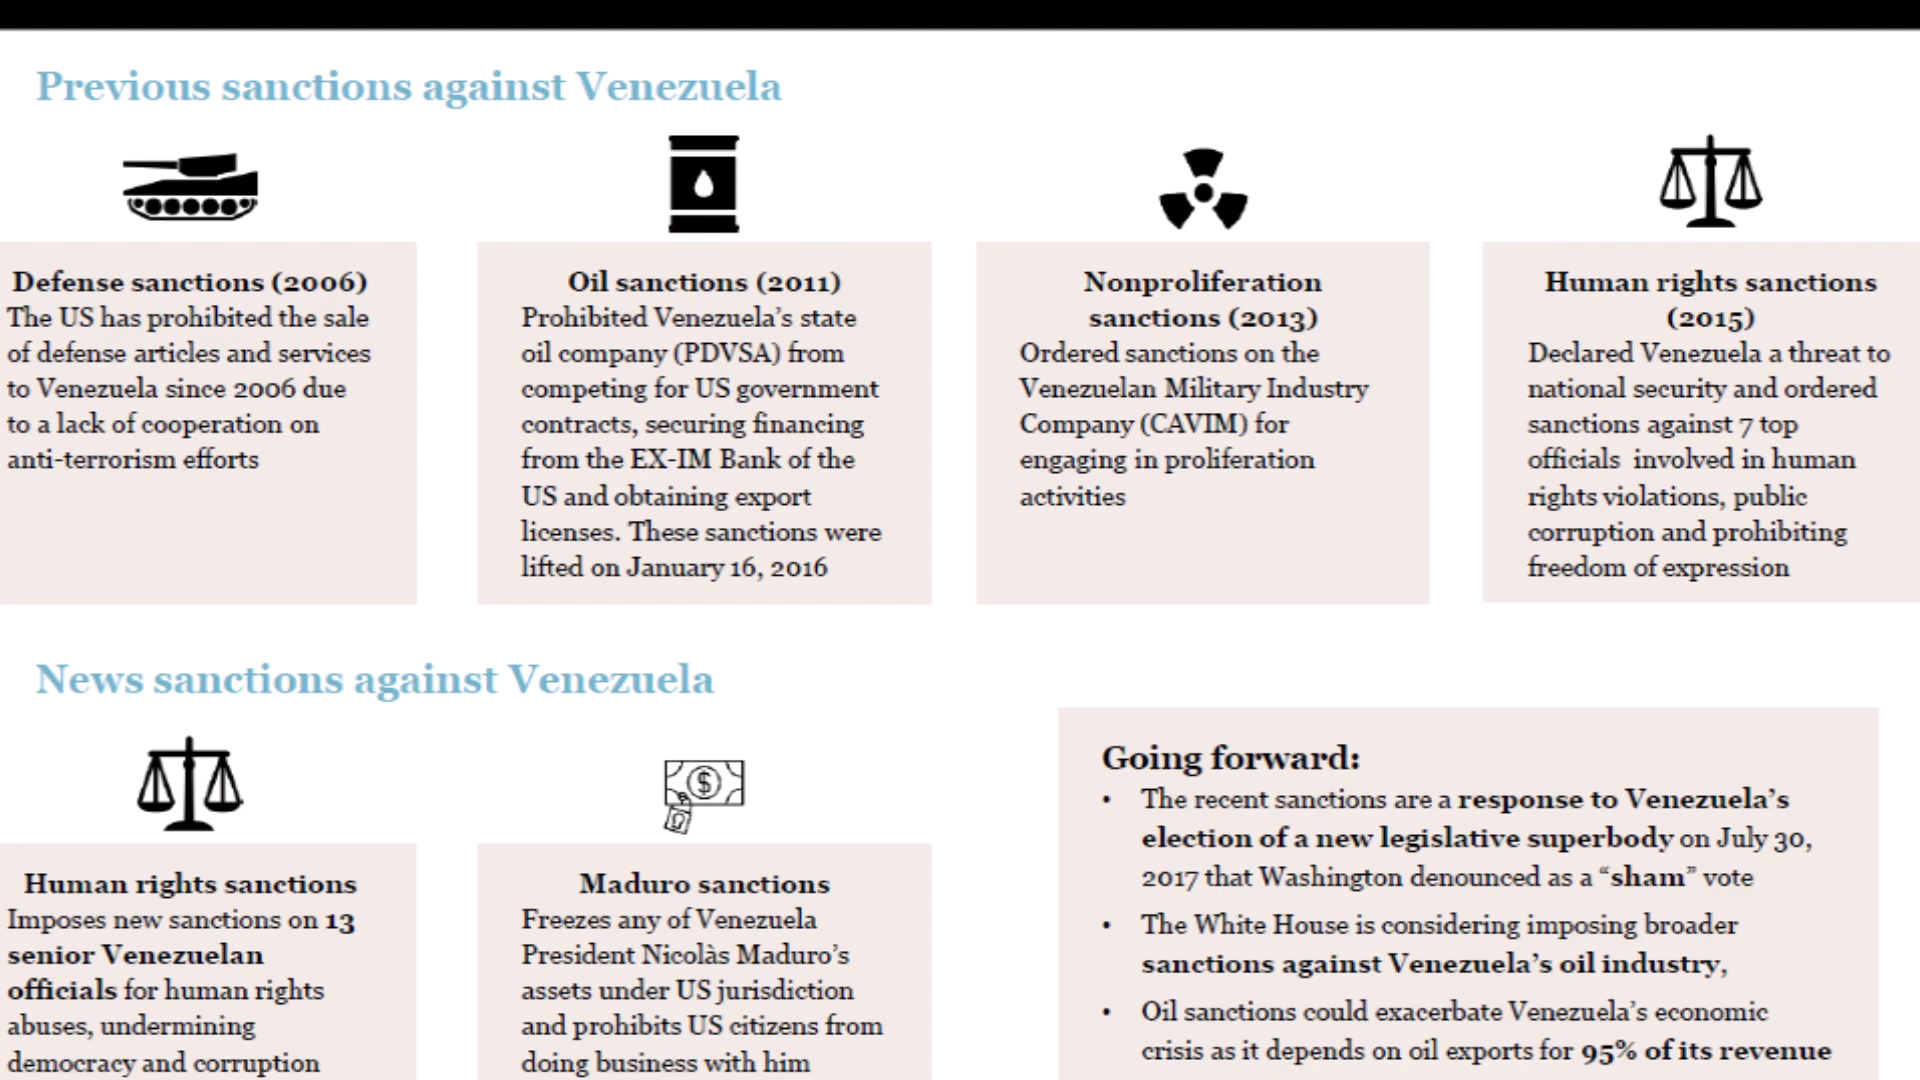 Previous sanctions against Venezuela
Defense sanctions (2006)
The US has prohibited the sale
of defense articles and services
to Venezuela since 2006 due
to a lack of cooperation on
anti-terrorism efforts
Oil sanctions (2011)
Prohibited Venezuela's state
oil company (PDVSA) from
competing for US government
contracts, securing financing
from the EX-IM Bank of the
US and obtaining export
licenses. These sanctions were
lifted on January 16, 2016
Nonproliferation
sanctions (2013)
Ordered sanctions on the
Venezuelan Military Industry
Company (CAVIM) for
engaging in proliferation
activities
Human rights sanctions
(2015)
Declared Venezuela a threat to
national security and ordered
sanctions against 7 top
officials  involved in human
rights violations, public
corruption and prohibiting
freedom of expression
News sanctions against Venezuela
$
Human rights sanctions
Imposes new sanctions on 13
senior Venezuelan
officials for human rights
abuses, undermining
democracy and corruption
Maduro sanctions
Freezes any of Venezuela
President Nicolàs Maduro's
assets under US jurisdiction
and prohibits US citizens from
doing business with him
Going forward:
• The recent sanctions are a response to Venezuela's
election of a new legislative superbody on July 30,
2017 that Washington denounced as a “sham” vote
• The White House is considering imposing broader
sanctions against Venezuela's oil industry,
• Oil sanctions could exacerbate Venezuela's economic
crisis as it depends on oil exports for 95% of its revenue